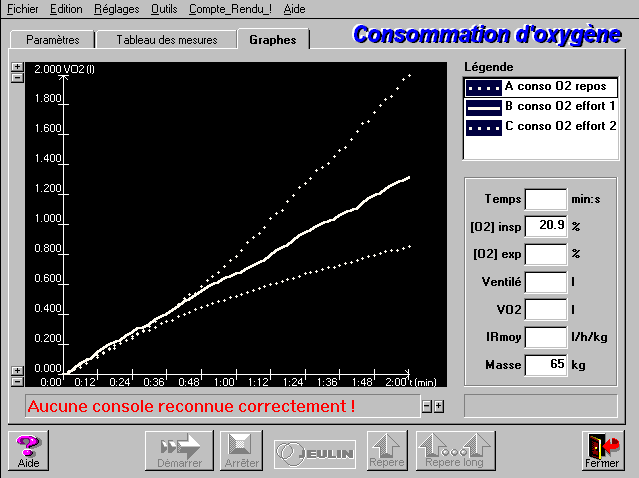 Fichier Edition Réglages Outils Compte_Rendu_! Aide
Paramètres Tableau des mesures Graphes Consommation d'oxygène
Légende
A conso O2 repos
B conso O2 effort 1
C conso O2 effort 2
2.000 VO2 (l)
1.800
1.600
1.400
1.200
1.000
0.800
0.600
0.400
0.200
0.000
0:00 0:12 0:24 0:36 0:48 1:00 1:12 1:24 1:36 1:48 2:00 t (min)
Temps min:s
[O2] insp 20.9 %
[O2] exp %
Ventilé l
VO2 l
IRmoy l/h/kg
Masse 65 kg
Aucune console reconnue correctement !
Aide Démarrer Arrêter JEULIN Repere Repere long Fermer